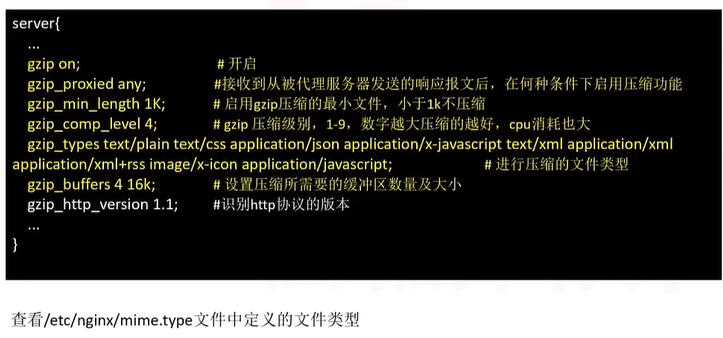 server{
...
gzip on; # 开启
gzip_proxied any; #接收到从被代理服务器发送的响应报文后，在何种条件下启用压缩功能
gzip_min_length 1K; # 启用gzip压缩的最小文件，小于1k不压缩
gzip_comp_level 4; # gzip 压缩级别，1-9，数字越大压缩的越好，cpu消耗也大
gzip_types text/plain text/css application/json application/x-javascript text/xml application/xml
application/xml+rss image/x-icon application/javascript; # 进行压缩的文件类型
gzip_buffers 4 16k; # 设置压缩所需要的缓冲区数量及大小
gzip_http_version 1.1; #识别http协议的版本
...
}
查看/etc/nginx/mime.type文件中定义的文件类型